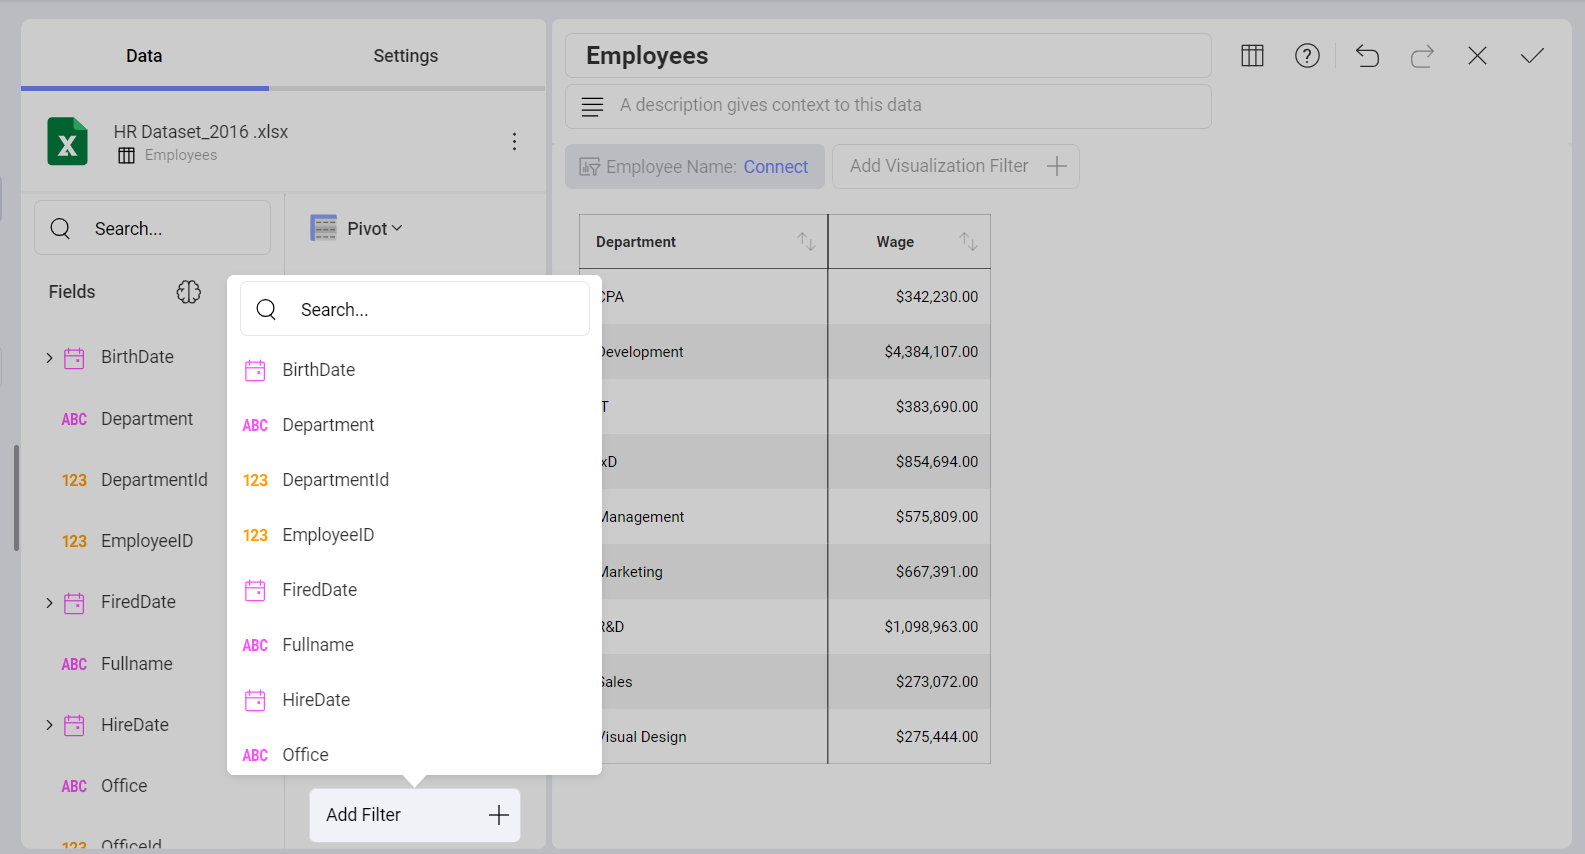 Data
Settings
HR Dataset_2016 .xlsx
Employees
Search...
Pivot
Fields
BirthDate
ABC Department
123 DepartmentId
123 EmployeeID
FiredDate
ABC Fullname
HireDate
ABC Office
123 OfficeId
Search...
BirthDate
ABC Department
123 DepartmentId
123 EmployeeID
FiredDate
ABC Fullname
HireDate
ABC Office
Add Filter
Employees
A description gives context to this data
Employee Name: Connect
Add Visualization Filter
Department Wage
CPA $342,230.00
Development $4,384,107.00
IT $383,690.00
xD $854,694.00
Management $575,809.00
Marketing $667,391.00
R&D $1,098,963.00
Sales $273,072.00
Visual Design $275,444.00